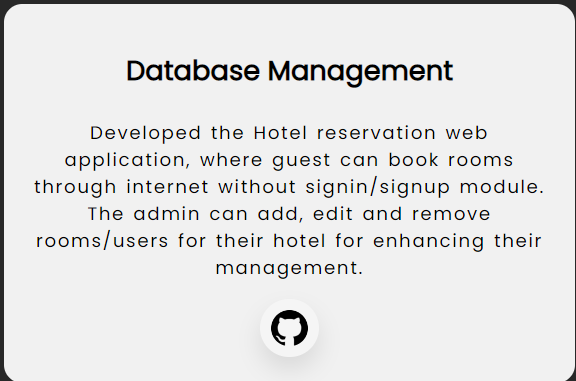 Database Management
Developed the Hotel reservation web
application, where guest can book rooms
through internet without signin/signup module.
The admin can add, edit and remove
rooms/users for their hotel for enhancing their
management.